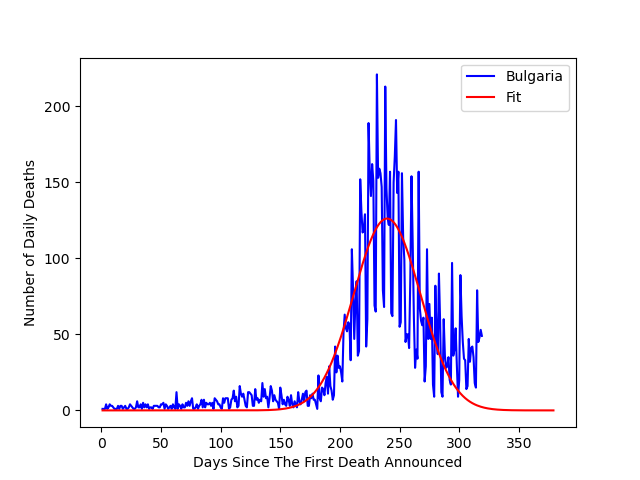 Bulgaria
Fit
Number of Daily Deaths
200
150
100
50
0
0 50 100 150 200 250 300 350
Days Since The First Death Announced